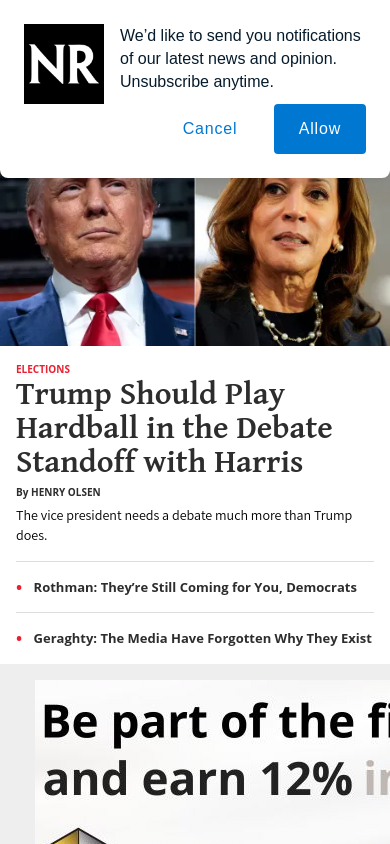 NR
We’d like to send you notifications
of our latest news and opinion.
Unsubscribe anytime.
Cancel
Allow
ELECTIONS
Trump Should Play
Hardball in the Debate
Standoff with Harris
By HENRY OLSEN
The vice president needs a debate much more than Trump
does.
• Rothman: They’re Still Coming for You, Democrats
• Geraghty: The Media Have Forgotten Why They Exist
Be part of the fi
and earn 12% in